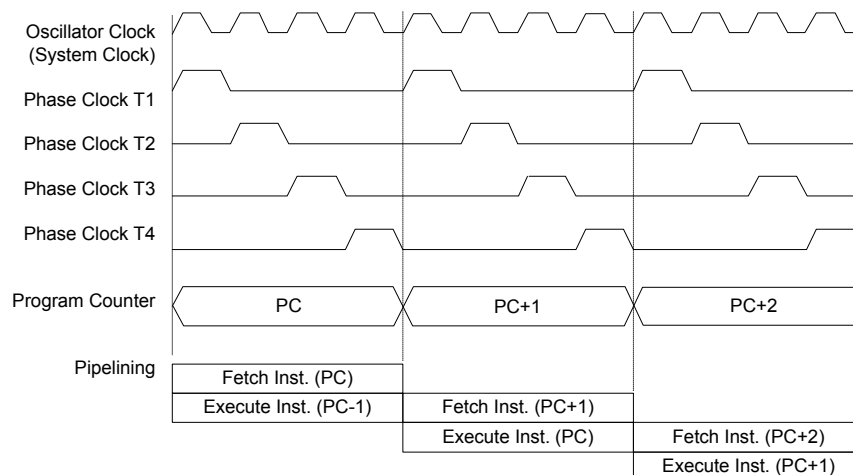 Oscillator Clock
(System Clock)
Phase Clock T1
Phase Clock T2
Phase Clock T3
Phase Clock T4
Program Counter
PC
PC+1
PC+2
Pipelining
Fetch Inst. (PC)
Execute Inst. (PC-1)
Fetch Inst. (PC+1)
Execute Inst. (PC)
Fetch Inst. (PC+2)
Execute Inst. (PC+1)